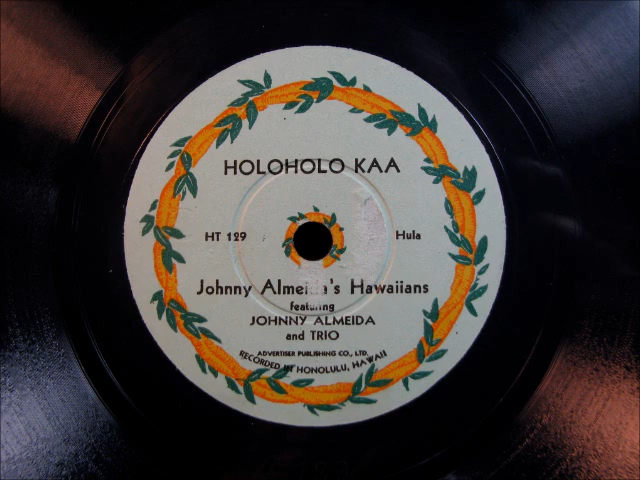 HOLOHOLO KAA
HT 129
Hula
Johnny Almeida's Hawaiians
featuring
JOHNNY ALMEIDA
and TRIO
ADVERTISER PUBLISHING CO., LTD.
RECORDED IN HONOLULU, HAWAII